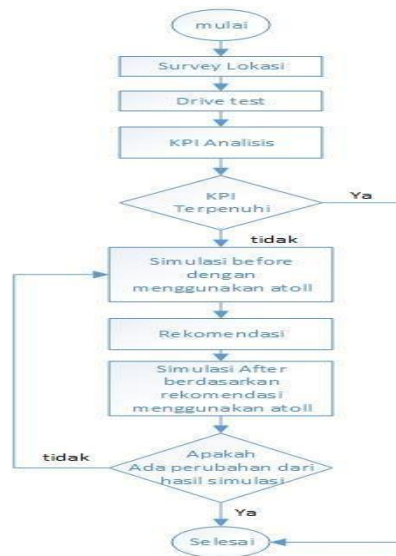 mulai
Survey Lokasi
Drive test
KPI Analisis
KPI
Terpenuhi
Ya
tidak
Simulasi before
dengan
menggunakan atoll
Rekomendasi
Simulasi After
berdasarkan
rekomendasi
menggunakan atoll
tidak
Apakah
Ada perubahan dari
hasil simulasi
Ya
Selesai